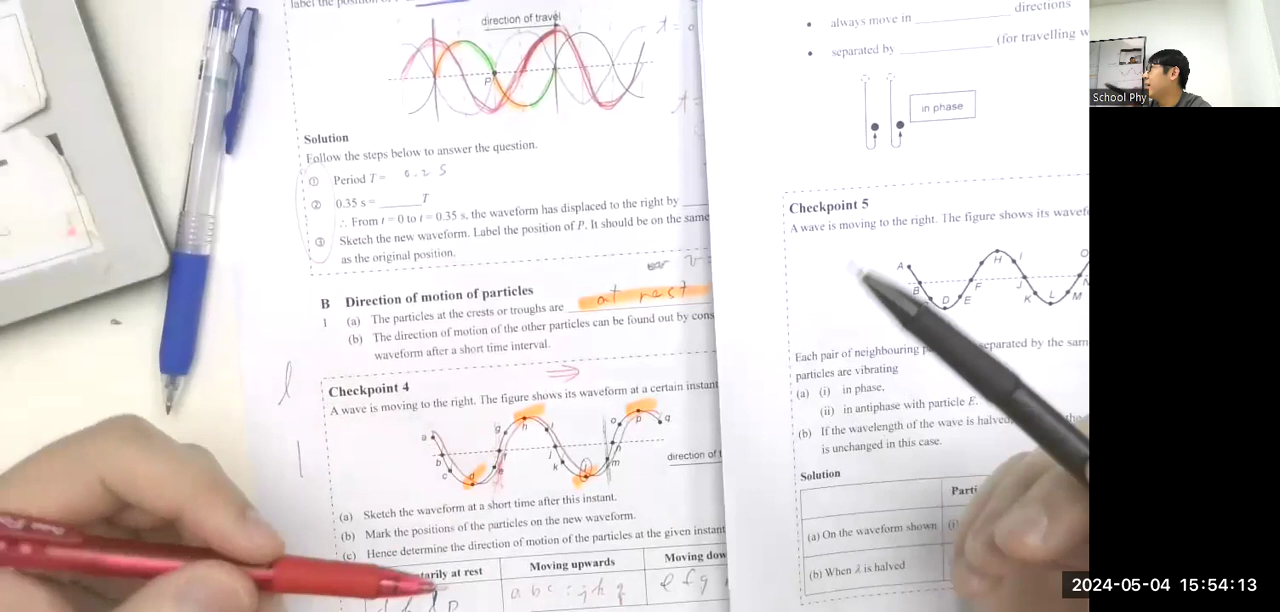 label the
direction of travel
t = 0
P
t =
Solution
Follow the steps below to answer the question.
① Period T = 0.2 S
② 0.35 s = ______ T
∴ From t = 0 to t = 0.35 s, the waveform has displaced to the right by
③ Sketch the new waveform. Label the position of P. It should be on the same
as the original position.
B Direction of motion of particles
1 (a) The particles at the crests or troughs are at rest
(b) The direction of motion of the other particles can be found out by cons
waveform after a short time interval.
Checkpoint 4
A wave is moving to the right. The figure shows its waveform at a certain instant
a b c d g h i j k m o p q
direction of t
(a) Sketch the waveform at a short time after this instant.
(b) Mark the positions of the particles on the new waveform.
(c) Hence determine the direction of motion of the particles at the given instant
tarily at rest Moving upwards Moving dow
p a b c i j k q e f g
• always move in ______ directions
• separated by ______ (for travelling w
in phase
Checkpoint 5
A wave is moving to the right. The figure shows its wavef
A B D E F H I J K L M N O
Each pair of neighbouring p separated by the sam
particles are vibrating
(a) (i) in phase,
(ii) in antiphase with particle E.
(b) If the wavelength of the wave is halved, the
is unchanged in this case.
Solution
Parti
(a) On the waveform shown (i)
(b) When λ is halved
School Phy
2024-05-04 15:54:13